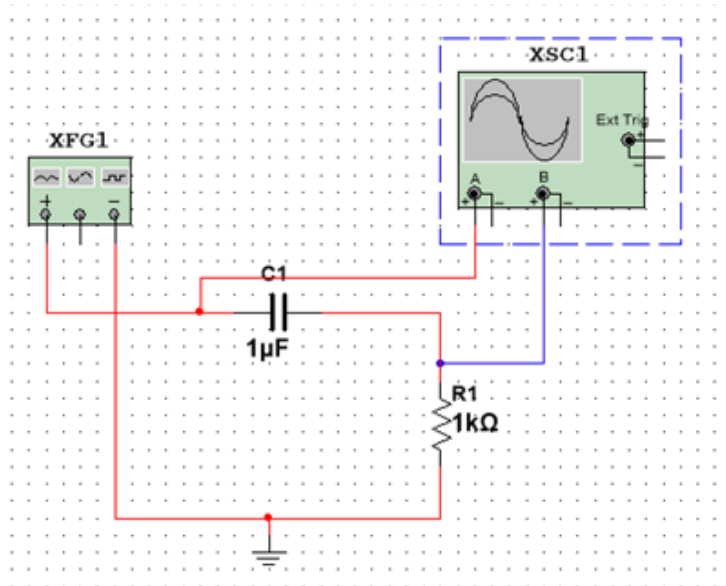 XSC1
Ext Trig
+
−
A
B
+ −
+ −
XFG1
+ −
C1
1µF
R1
1kΩ